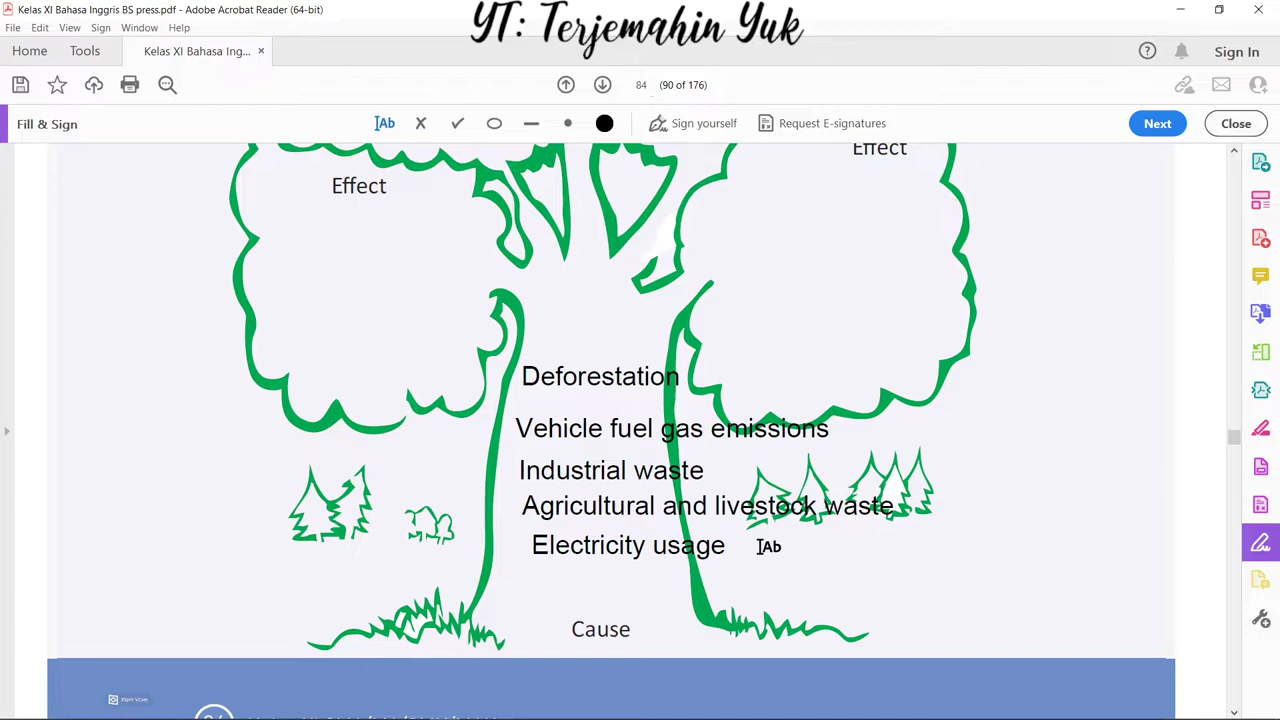 Kelas XI Bahasa Inggris BS press.pdf - Adobe Acrobat Reader (64-bit)
YT: Terjemahin Yuk
File Edit View Sign Window Help
Home Tools Kelas XI Bahasa Ing... × Sign In
84 (90 of 176)
Fill & Sign IAb Sign yourself Request E-signatures Next Close
Effect
Effect
Deforestation
Vehicle fuel gas emissions
Industrial waste
Agricultural and livestock waste
Electricity usage IAb
Cause